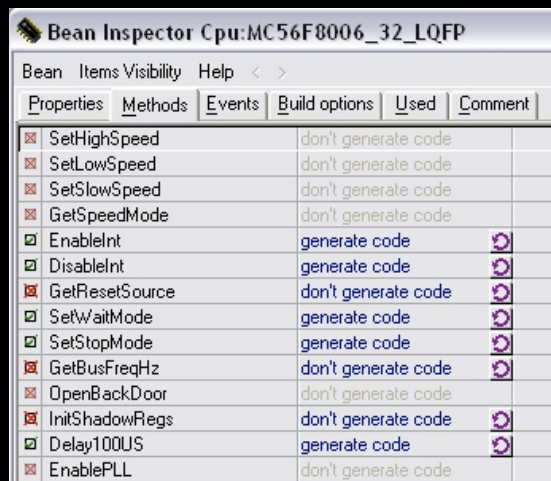 Bean Inspector Cpu:MC56F8006_32_LQFP
Bean Items Visibility Help < >
Properties Methods Events Build options Used Comment
SetHighSpeed don't generate code
SetLowSpeed don't generate code
SetSlowSpeed don't generate code
GetSpeedMode don't generate code
EnableInt generate code
DisableInt generate code
GetResetSource don't generate code
SetWaitMode generate code
SetStopMode generate code
GetBusFreqHz don't generate code
OpenBackDoor don't generate code
InitShadowRegs don't generate code
Delay100US generate code
EnablePLL don't generate code